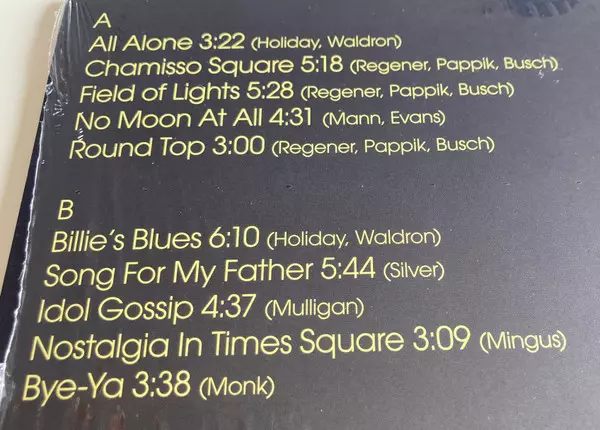 A
All Alone 3:22 (Holiday, Waldron)
Chamisso Square 5:18 (Regener, Pappik, Busch)
Field of Lights 5:28 (Regener, Pappik, Busch)
No Moon At All 4:31 (Mann, Evans)
Round Top 3:00 (Regener, Pappik, Busch)
B
Billie's Blues 6:10 (Holiday, Waldron)
Song For My Father 5:44 (Silver)
Idol Gossip 4:37 (Mulligan)
Nostalgia In Times Square 3:09 (Mingus)
Bye-Ya 3:38 (Monk)